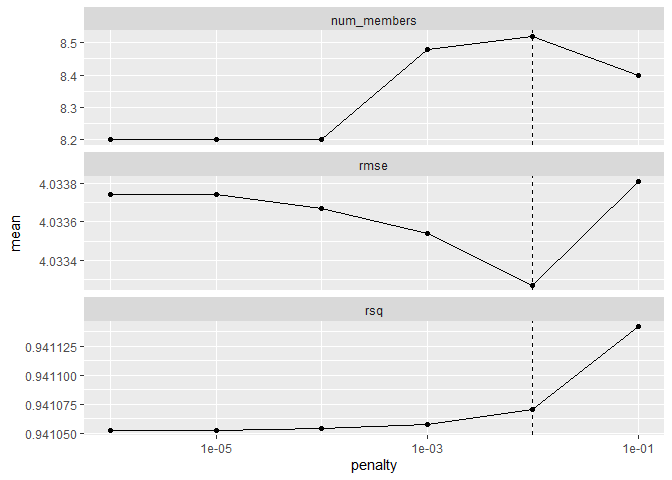 num_members
8.5
8.4
8.3
8.2
rmse
4.0338
4.0336
4.0334
mean
rsq
0.941125
0.941100
0.941075
0.941050
1e-05
1e-03
1e-01
penalty